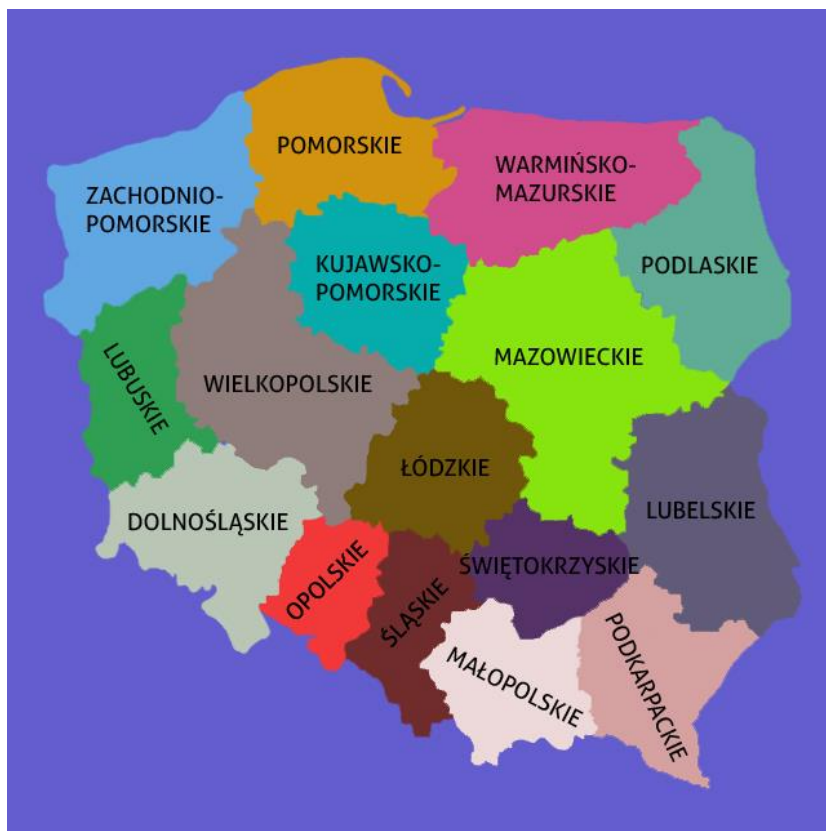 POMORSKIE
WARMIŃSKO-
MAZURSKIE
ZACHODNIO-
POMORSKIE
KUJAWSKO-
POMORSKIE
PODLASKIE
MAZOWIECKIE
LUBUSKIE
WIELKOPOLSKIE
ŁÓDZKIE
LUBELSKIE
DOLNOŚLĄSKIE
OPOLSKIE
ŚLĄSKIE
ŚWIĘTOKRZYSKIE
MAŁOPOLSKIE
PODKARPACKIE